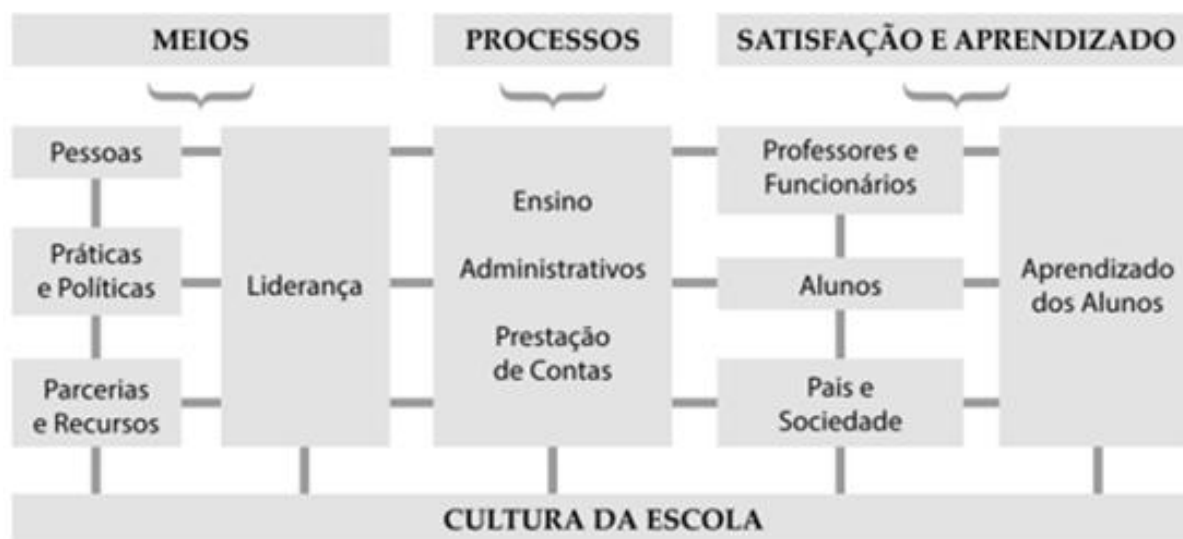 MEIOS
PROCESSOS
SATISFAÇÃO E APRENDIZADO
Pessoas
Práticas
e Políticas
Parcerias
e Recursos
Liderança
Ensino
Administrativos
Prestação
de Contas
Professores e
Funcionários
Alunos
Pais e
Sociedade
Aprendizado
dos Alunos
CULTURA DA ESCOLA